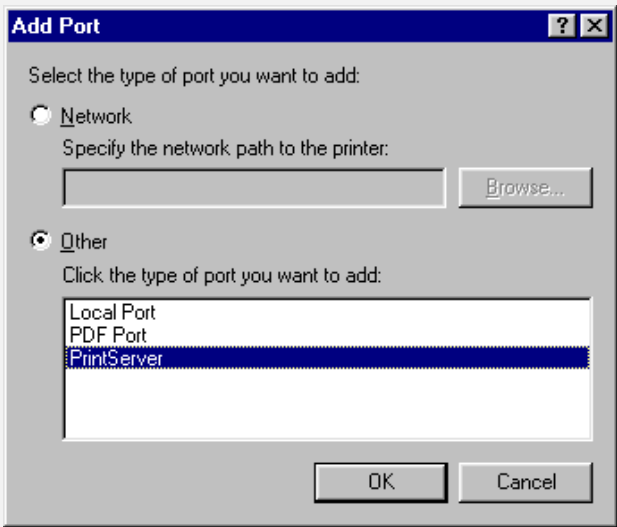 Add Port
Select the type of port you want to add:
Network
Specify the network path to the printer:
Browse...
Other
Click the type of port you want to add:
Local Port
PDF Port
PrintServer
OK Cancel